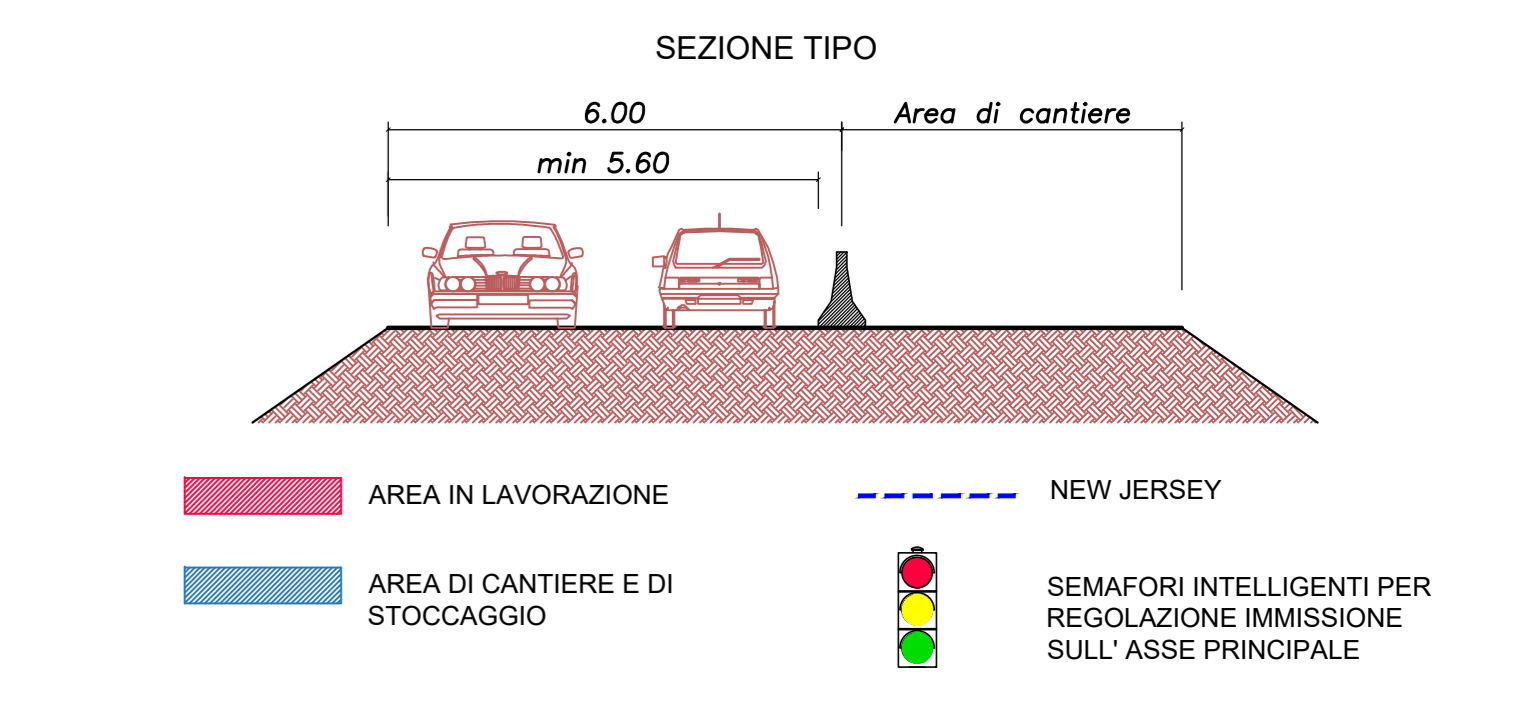 SEZIONE TIPO
6.00
Area di cantiere
min 5.60
AREA IN LAVORAZIONE
NEW JERSEY
AREA DI CANTIERE E DI
STOCCAGGIO
SEMAFORI INTELLIGENTI PER
REGOLAZIONE IMMISSIONE
SULL' ASSE PRINCIPALE